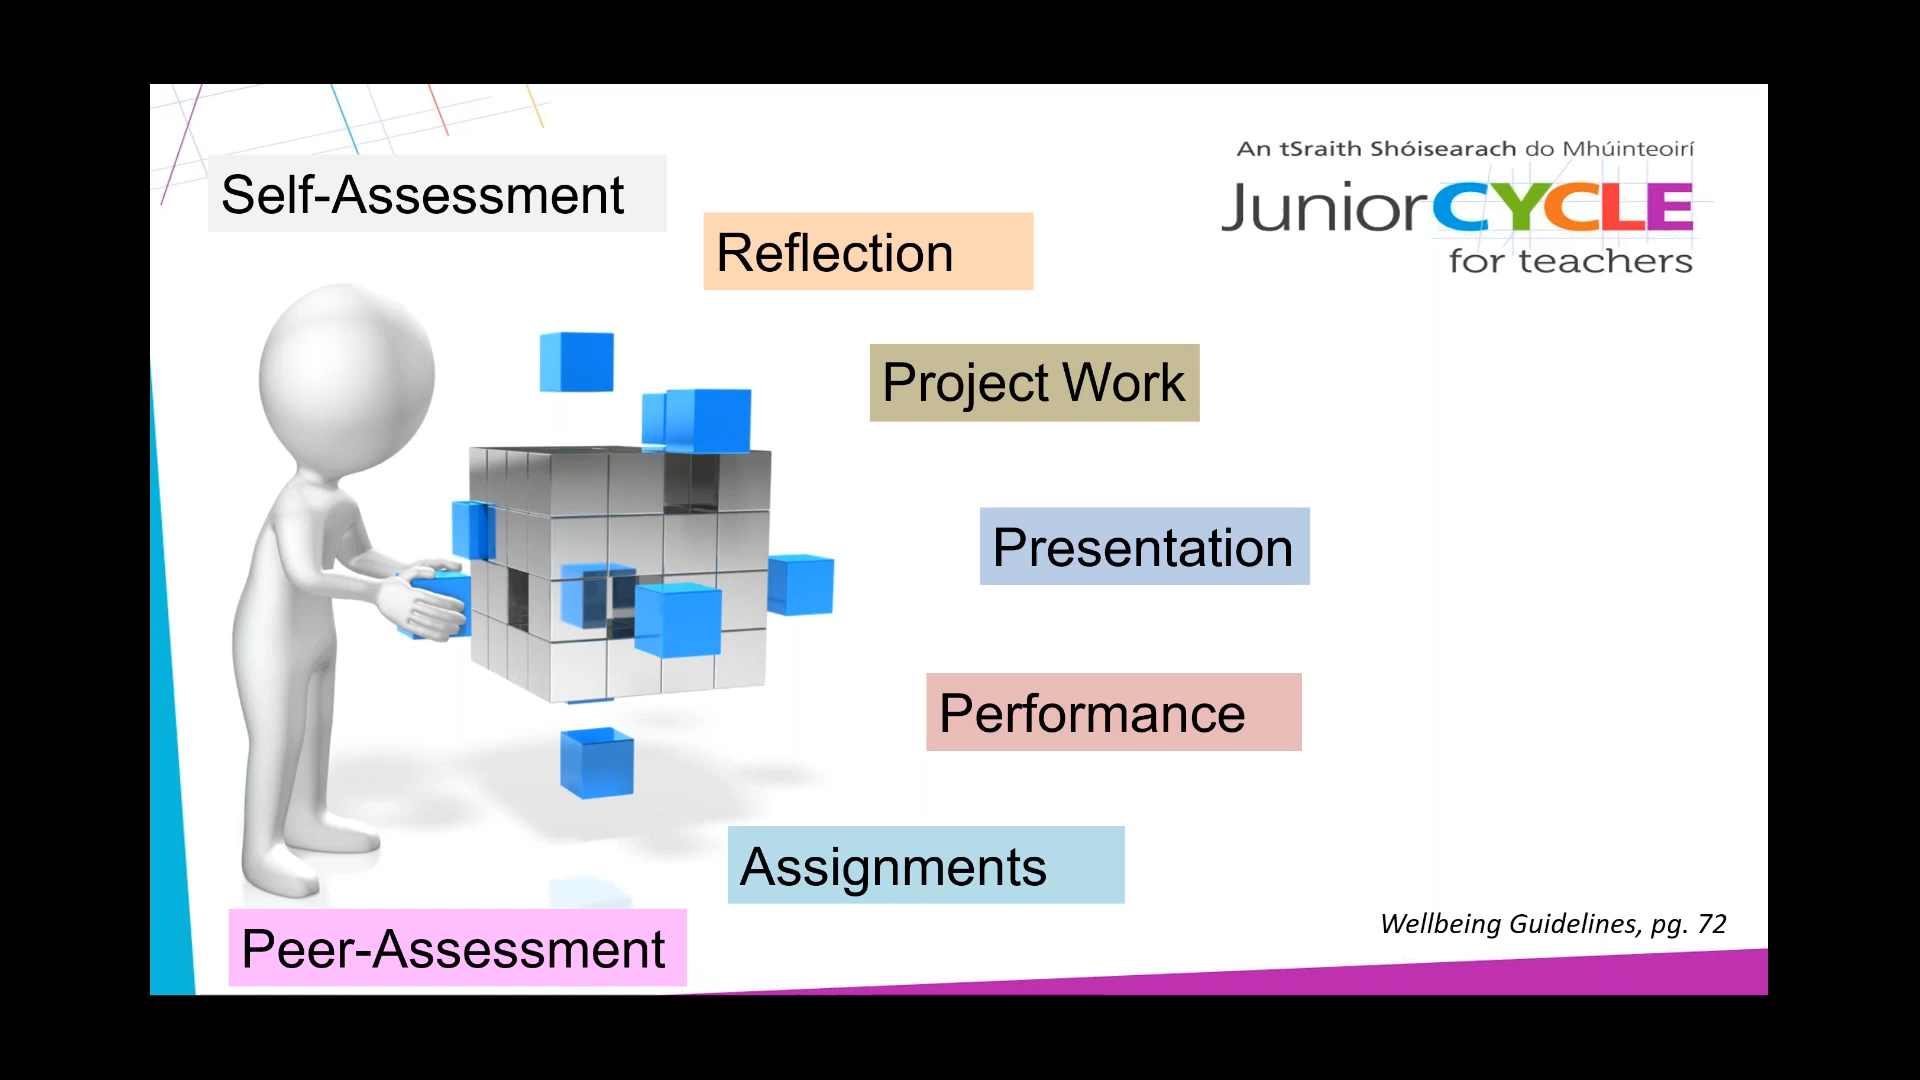 An tSraith Shóisearach do Mhúinteoirí
JuniorCYCLE
for teachers
Self-Assessment
Reflection
Project Work
Presentation
Performance
Assignments
Peer-Assessment
Wellbeing Guidelines, pg. 72